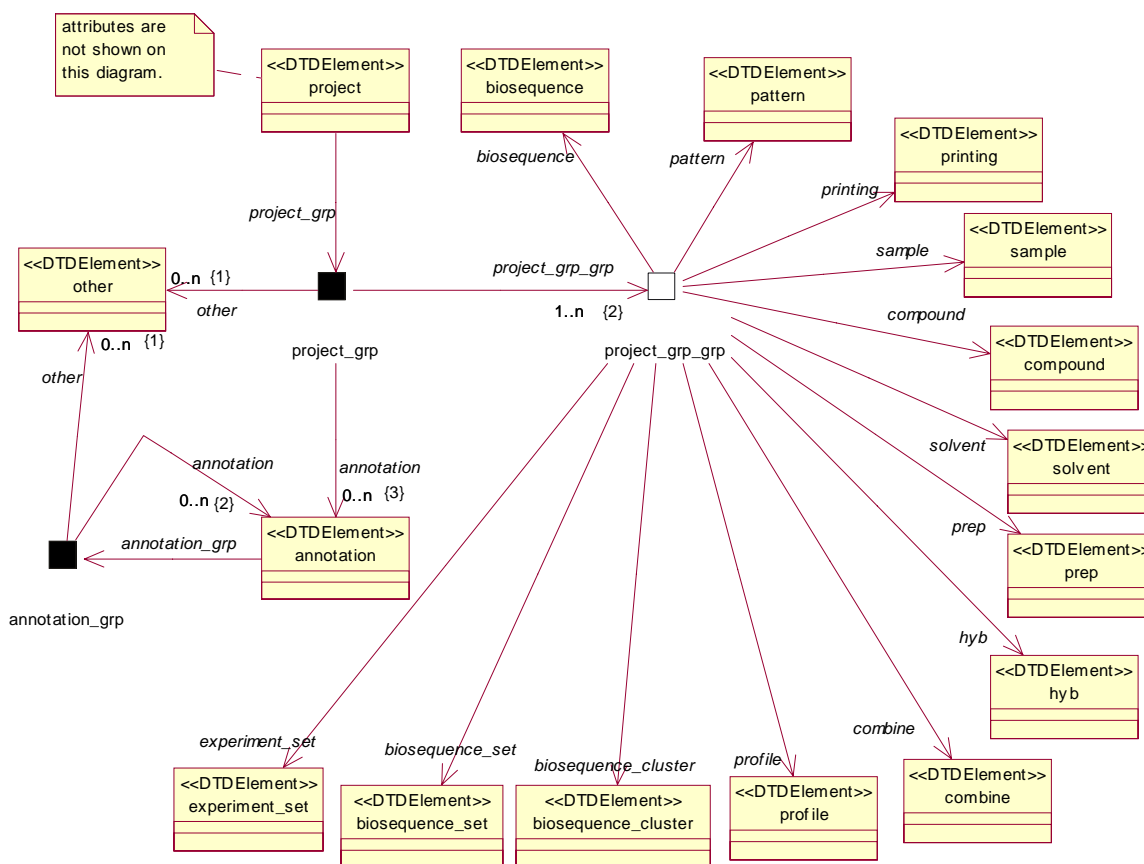 attributes are
not shown on
this diagram.
<<DTDElement>>
project
<<DTDElement>>
biosequence
<<DTDElement>>
pattern
<<DTDElement>>
printing
biosequence
pattern
printing
project_grp
<<DTDElement>>
sample
sample
<<DTDElement>>
other
0..n {1}
other
project_grp_grp
1..n {2}
compound
<<DTDElement>>
compound
0..n {1}
other
project_grp
project_grp_grp
solvent
<<DTDElement>>
solvent
annotation
0..n {2}
annotation
0..n {3}
<<DTDElement>>
annotation
annotation_grp
annotation_grp
prep
<<DTDElement>>
prep
hyb
<<DTDElement>>
hyb
experiment_set
biosequence_set
biosequence_cluster
profile
combine
<<DTDElement>>
experiment_set
<<DTDElement>>
biosequence_set
<<DTDElement>>
biosequence_cluster
<<DTDElement>>
profile
<<DTDElement>>
combine